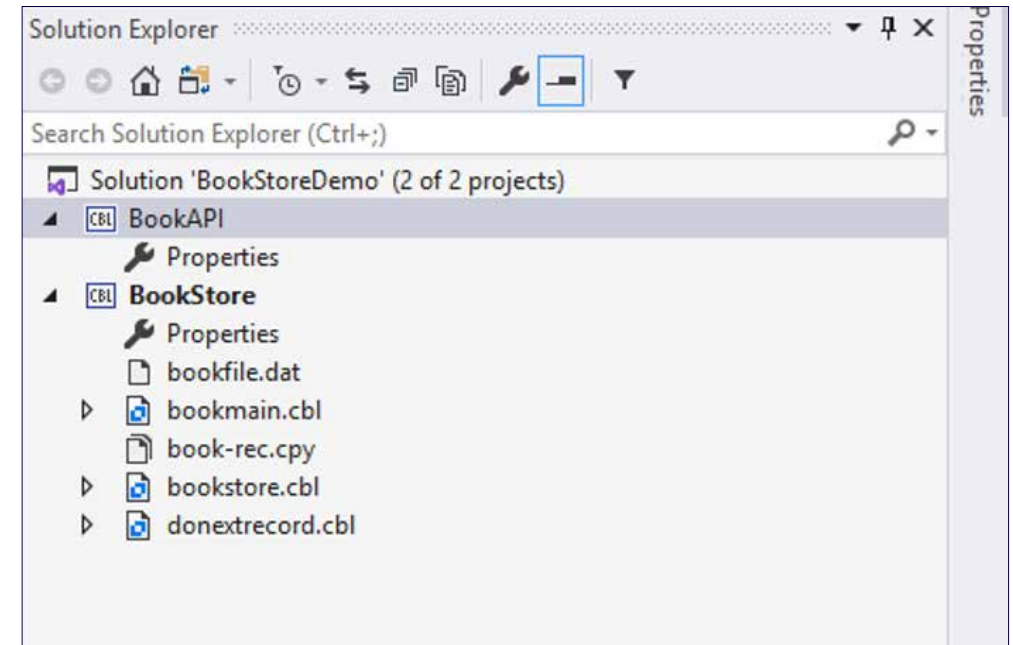 Solution Explorer
Properties
Search Solution Explorer (Ctrl+;)
Solution 'BookStoreDemo' (2 of 2 projects)
CBL BookAPI
Properties
CBL BookStore
Properties
bookfile.dat
bookmain.cbl
book-rec.cpy
bookstore.cbl
donextrecord.cbl